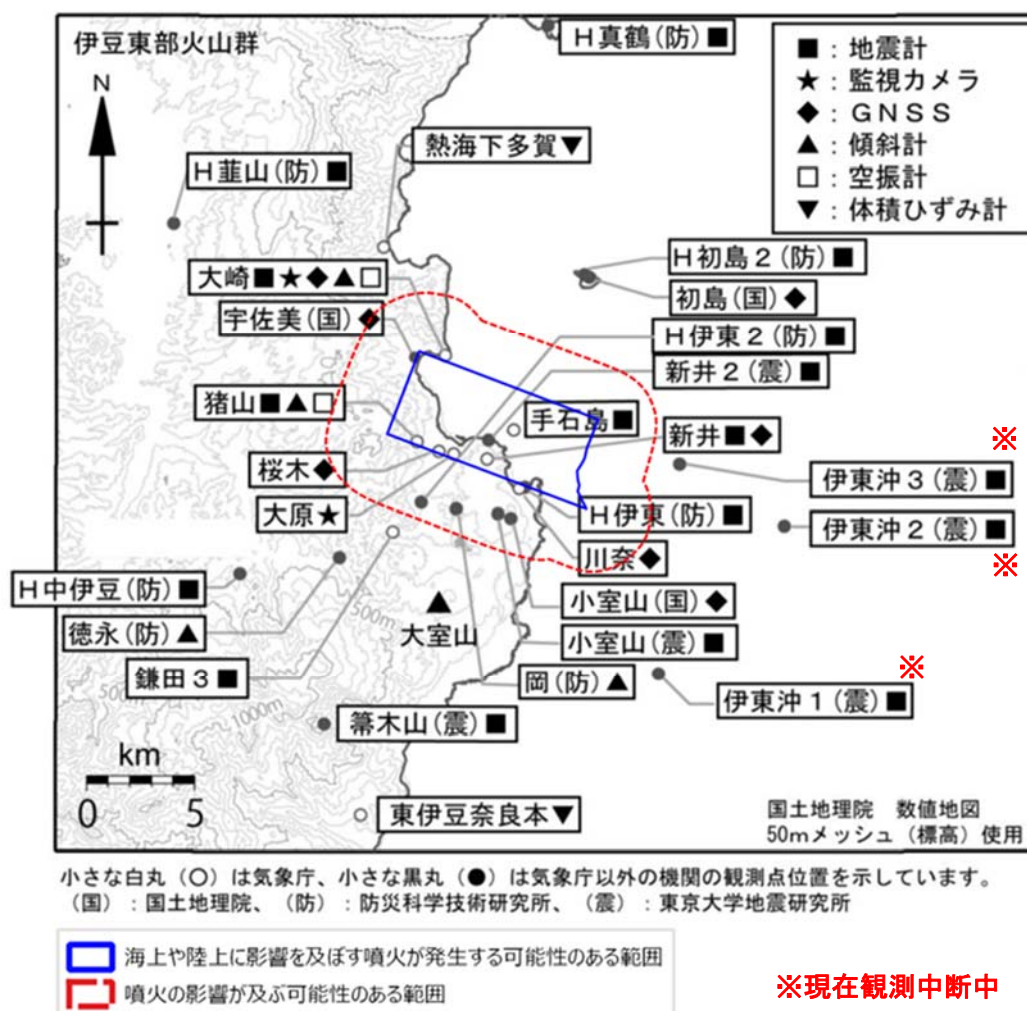 伊豆東部火山群
N
H真鶴(防)■
■:地震計
★:監視カメラ
◆:GNSS
▲:傾斜計
□:空振計
▼:体積ひずみ計
熱海下多賀▼
H韮山(防)■
H初島2(防)■
大崎■★◆▲□
初島(国)◆
宇佐美(国)◆
H伊東2(防)■
新井2(震)■
猪山■▲□
手石島■
新井■◆
※
桜木◆
伊東沖3(震)■
大原★
H伊東(防)■
伊東沖2(震)■
川奈◆
※
H中伊豆(防)■
小室山(国)◆
500m
徳永(防)▲
大室山
小室山(震)■
※
鎌田3■
岡(防)▲
伊東沖1(震)■
500m
1000m
箒木山(震)■
km
0 5
東伊豆奈良本▼
国土地理院 数値地図
50mメッシュ(標高)使用
小さな白丸(○)は気象庁、小さな黒丸(●)は気象庁以外の機関の観測点位置を示しています。
(国):国土地理院、(防):防災科学技術研究所、(震):東京大学地震研究所
海上や陸上に影響を及ぼす噴火が発生する可能性のある範囲
噴火の影響が及ぶ可能性のある範囲
※現在観測中断中